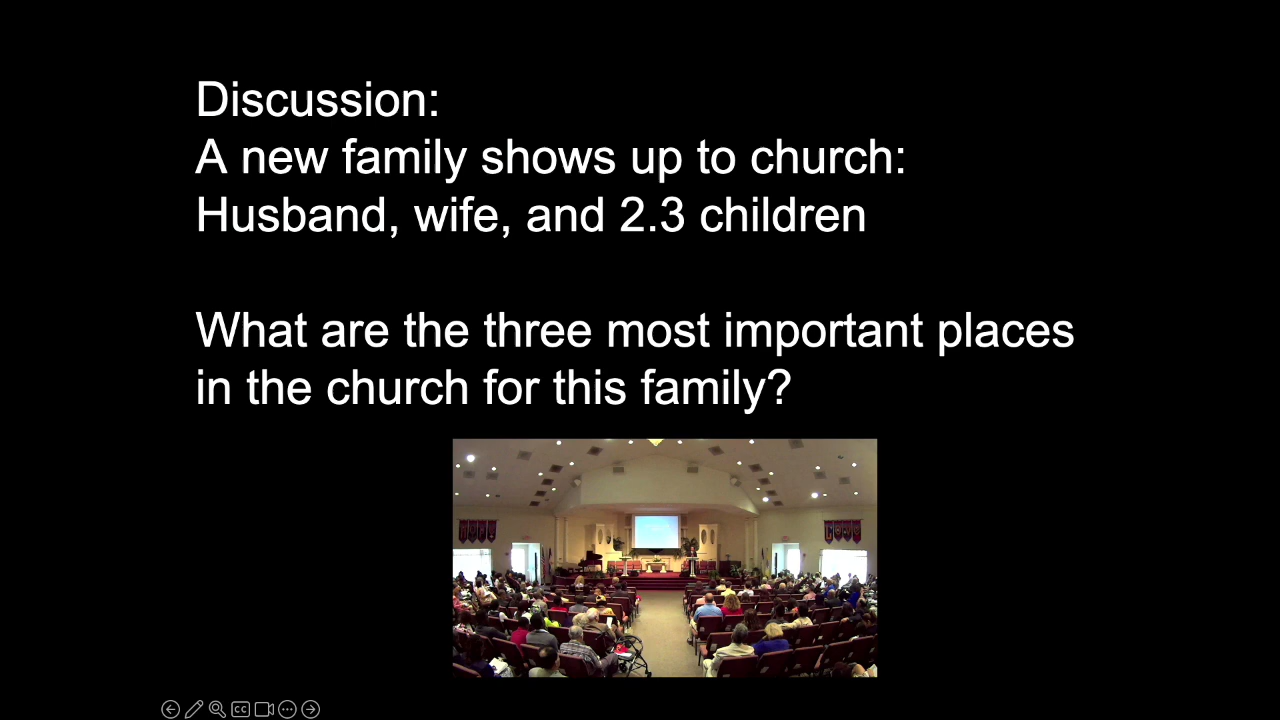 Discussion:
A new family shows up to church:
Husband, wife, and 2.3 children
What are the three most important places
in the church for this family?
CC